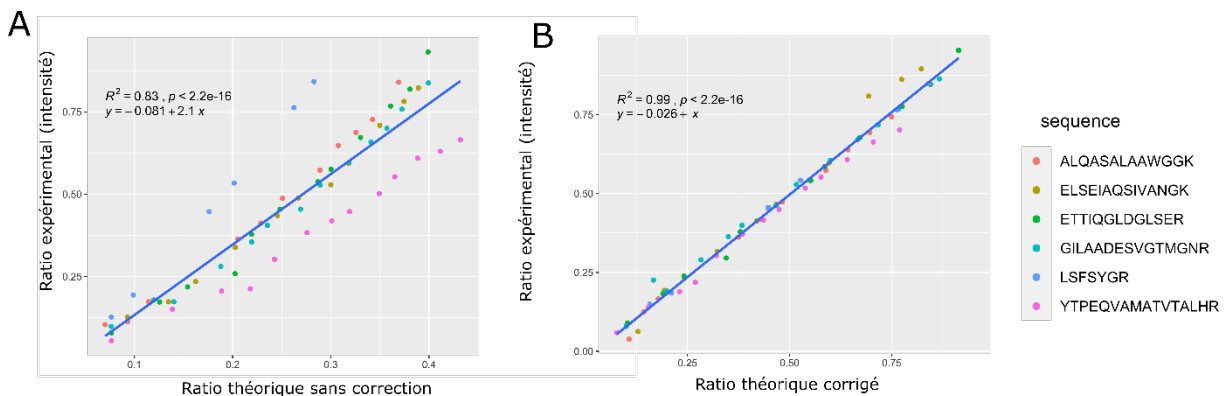 A
Ratio expérimental (intensité)
0.75
0.50
0.25
R² = 0.83 , p < 2.2e-16
y = −0.081 + 2.1 x
0.1
0.2
0.3
0.4
Ratio théorique sans correction
B
Ratio expérimental (intensité)
1.00
0.75
0.50
0.25
0.00
R² = 0.99 , p < 2.2e-16
y = −0.026 + x
0.25
0.50
0.75
Ratio théorique corrigé
sequence
ALQASALAAWGGK
ELSEIAQSIVANGK
ETTIQGLDGLSER
GILAADESVGTMGNR
LSFSYGR
YTPEQVAMATVTALHR